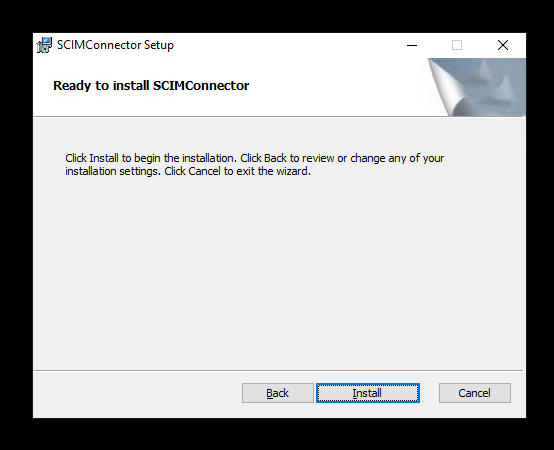 SCIMConnector Setup
Ready to install SCIMConnector
Click Install to begin the installation. Click Back to review or change any of your
installation settings. Click Cancel to exit the wizard.
Back
Install
Cancel